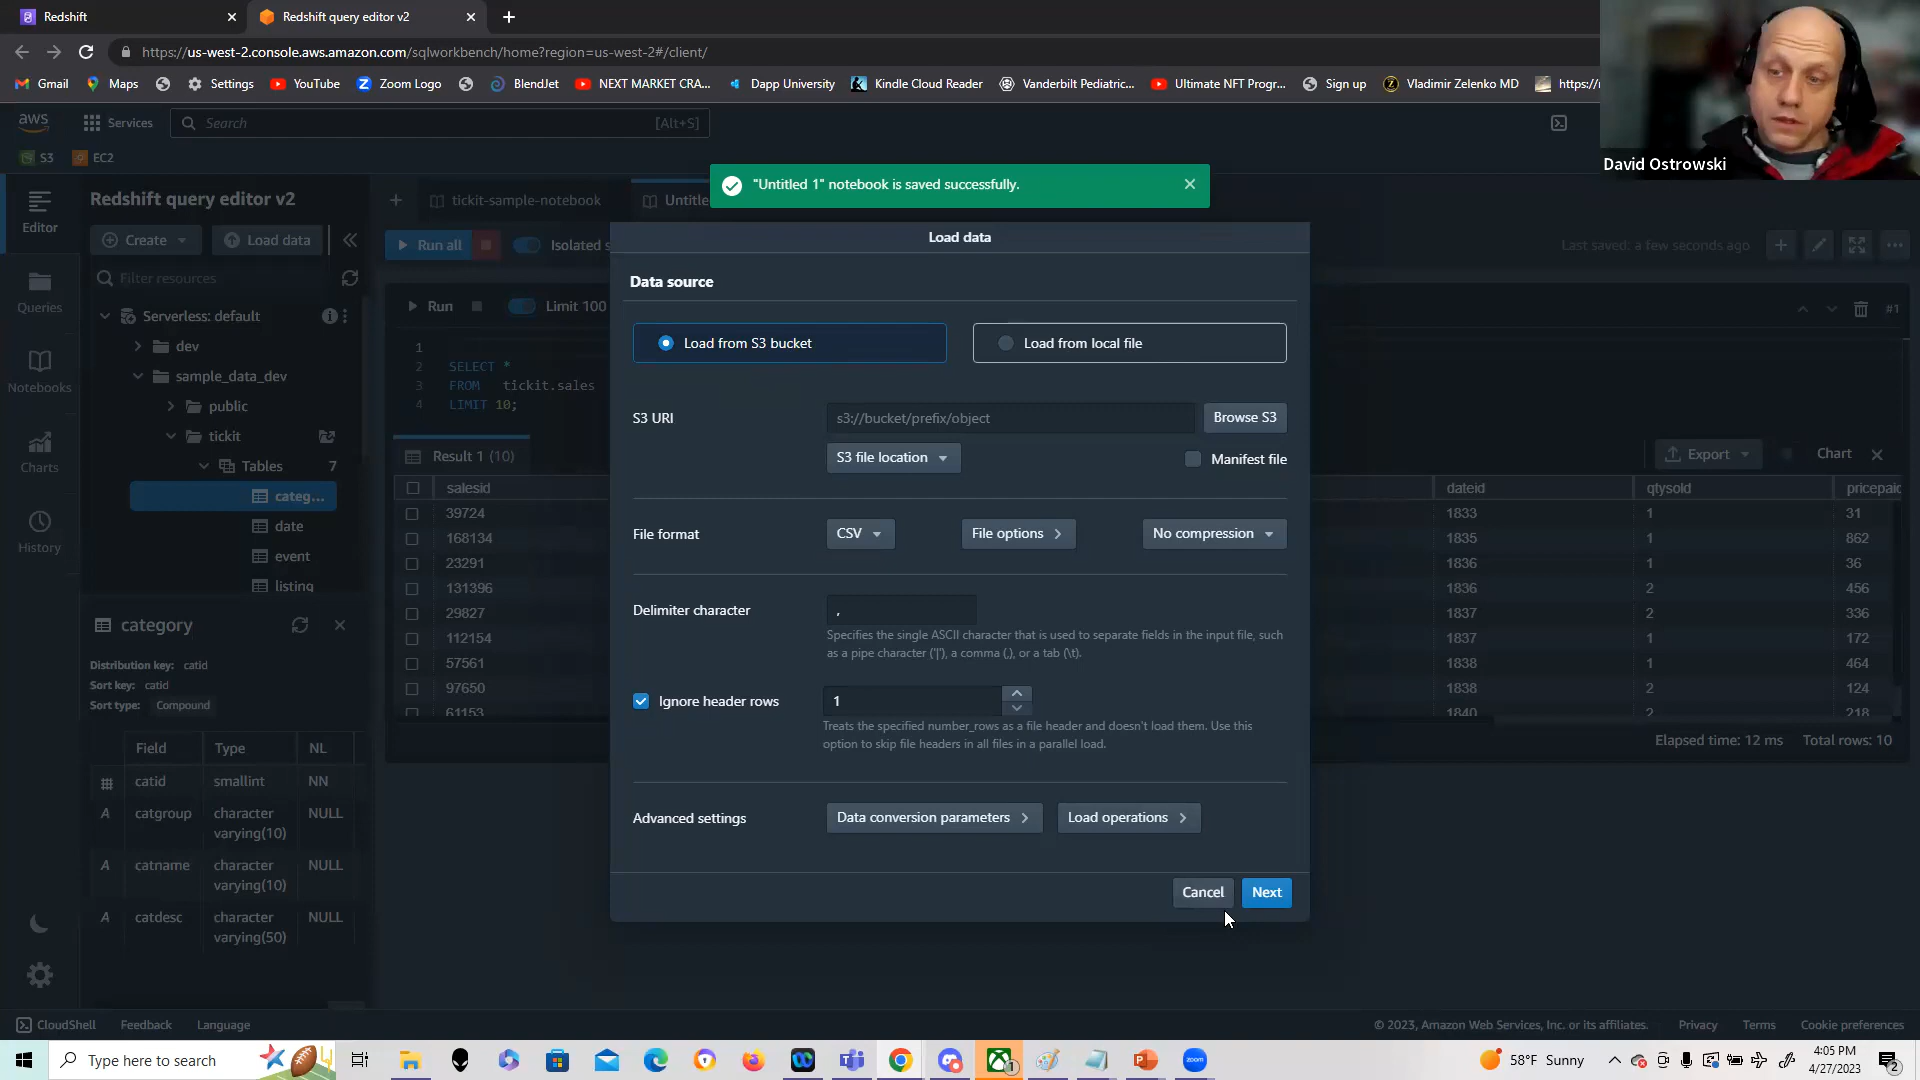 Redshift
Redshift query editor v2
https://us-west-2.console.aws.amazon.com/sqlworkbench/home?region=us-west-2#/client/
Gmail
Maps
Settings
YouTube
Zoom Logo
BlendJet
NEXT MARKET CRA...
Dapp University
Kindle Cloud Reader
Vanderbilt Pediatric...
Ultimate NFT Progr...
Sign up
Vladimir Zelenko MD
David Ostrowski
aws
Services
Search
[Alt+S]
S3
EC2
"Untitled 1" notebook is saved successfully.
Redshift query editor v2
tickit-sample-notebook
Editor
Create
Load data
Run all
Last saved: a few seconds ago
Filter resources
Queries
Serverless: default
dev
sample_data_dev
public
tickit
Tables 7
categ...
date
event
listing
Notebooks
Charts
History
Run
Limit 100
#1
1
2 SELECT *
3 FROM tickit.sales
4 LIMIT 10;
Result 1 (10)
Export
Chart
salesid
39724
168134
23291
131396
29827
112154
57561
97650
61153
dateid qtysold
1833 1 31
1835 1 862
1836 1 36
1836 2 456
1837 2 336
1837 1 172
1838 1 464
1838 2 124
1840 2 218
Elapsed time: 12 ms Total rows: 10
category
Distribution key: catid
Sort key: catid
Sort type: Compound
Field Type NL
catid smallint NN
catgroup character varying(10) NULL
catname character varying(10) NULL
catdesc character varying(50) NULL
Load data
Data source
Load from S3 bucket
Load from local file
S3 URI
s3://bucket/prefix/object
Browse S3
S3 file location
Manifest file
File format
CSV
File options
No compression
Delimiter character
,
Specifies the single ASCII character that is used to separate fields in the input file, such
as a pipe character ('|'), a comma (,), or a tab (\t).
Ignore header rows
1
Treats the specified number_rows as a file header and doesn't load them. Use this
option to skip file headers in all files in a parallel load.
Advanced settings
Data conversion parameters
Load operations
Cancel
Next
CloudShell
Feedback
Language
© 2023, Amazon Web Services, Inc. or its affiliates.
Privacy
Terms
Cookie preferences
Type here to search
58°F Sunny
4:05 PM
4/27/2023